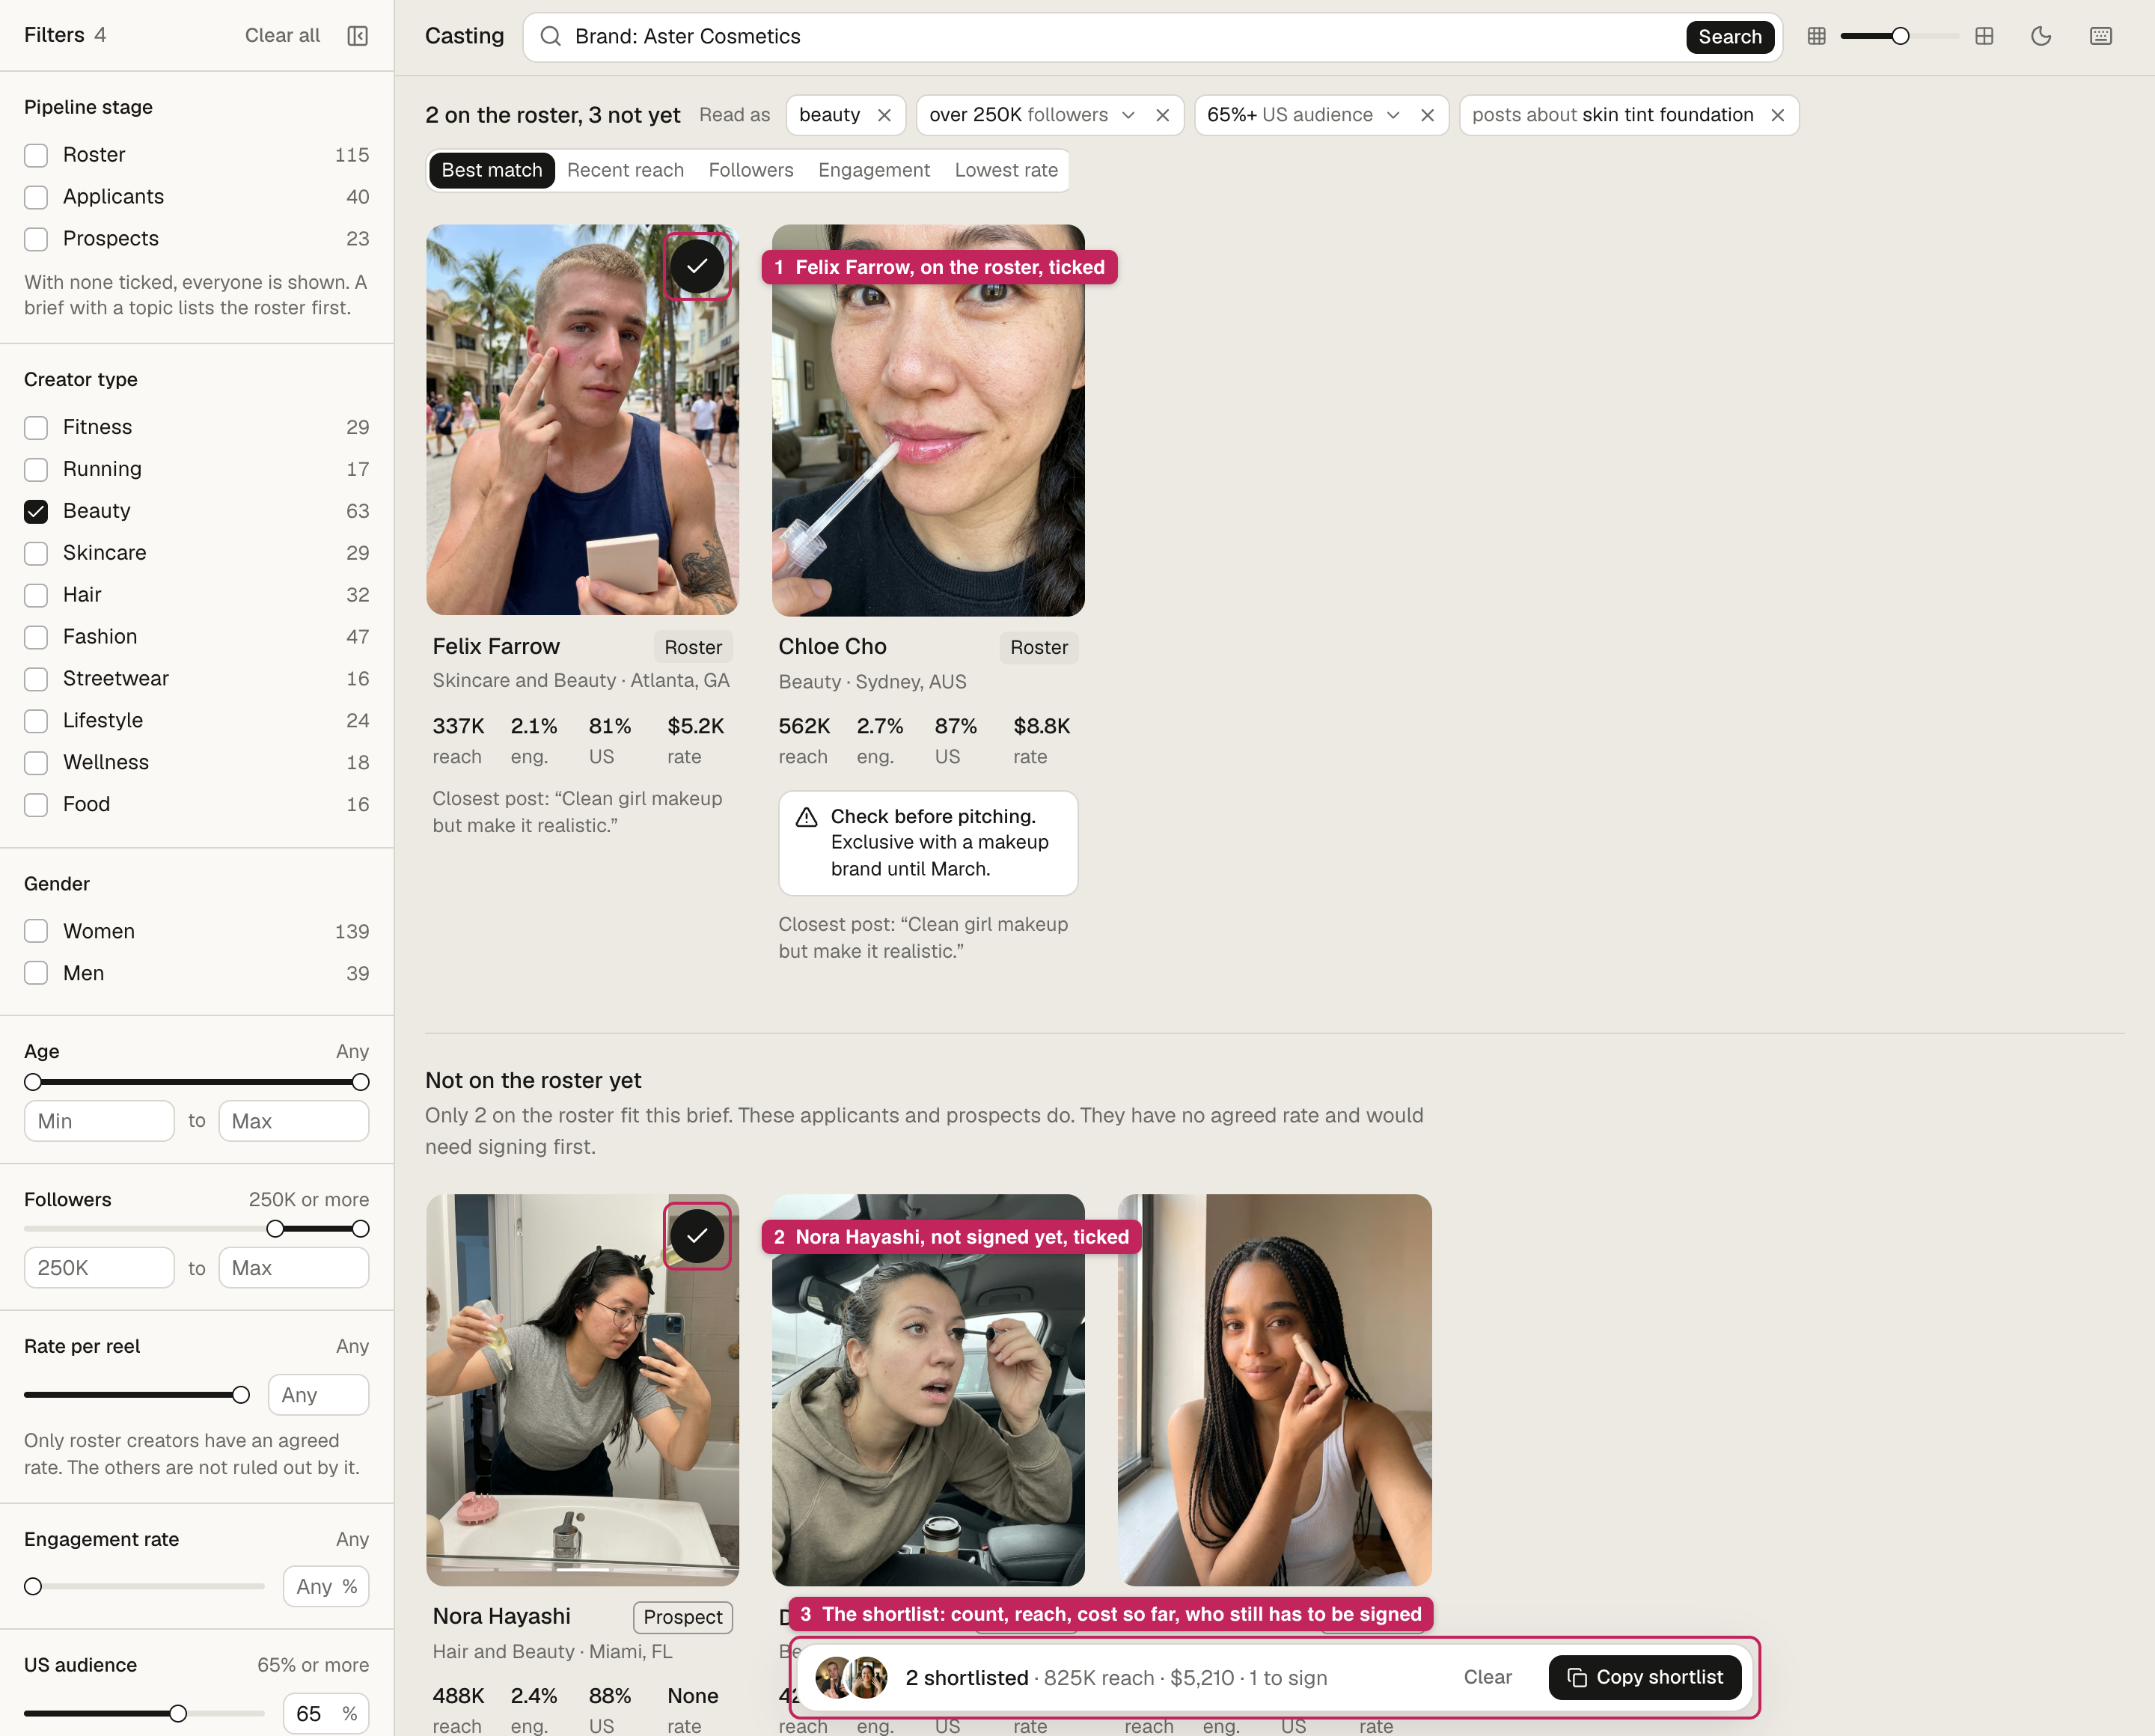 Filters 4
Clear all
Pipeline stage
Roster 115
Applicants 40
Prospects 23
With none ticked, everyone is shown. A
brief with a topic lists the roster first.
Creator type
Fitness 29
Running 17
Beauty 63
Skincare 29
Hair 32
Fashion 47
Streetwear 16
Lifestyle 24
Wellness 18
Food 16
Gender
Women 139
Men 39
Age Any
Min to Max
Followers 250K or more
250K to Max
Rate per reel Any
Any
Only roster creators have an agreed
rate. The others are not ruled out by it.
Engagement rate Any
Any %
US audience 65% or more
65 %
Casting
Brand: Aster Cosmetics
Search
2 on the roster, 3 not yet
Read as
beauty
over 250K followers
65%+ US audience
posts about skin tint foundation
Best match Recent reach Followers Engagement Lowest rate
1 Felix Farrow, on the roster, ticked
Felix Farrow Roster
Skincare and Beauty · Atlanta, GA
337K 2.1% 81% $5.2K
reach eng. US rate
Closest post: “Clean girl makeup
but make it realistic.”
Chloe Cho Roster
Beauty · Sydney, AUS
562K 2.7% 87% $8.8K
reach eng. US rate
Check before pitching.
Exclusive with a makeup
brand until March.
Closest post: “Clean girl makeup
but make it realistic.”
Not on the roster yet
Only 2 on the roster fit this brief. These applicants and prospects do. They have no agreed rate and would
need signing first.
2 Nora Hayashi, not signed yet, ticked
Nora Hayashi Prospect
Hair and Beauty · Miami, FL
488K 2.4% 88% None
reach eng. US rate
3 The shortlist: count, reach, cost so far, who still has to be signed
2 shortlisted · 825K reach · $5,210 · 1 to sign
Clear
Copy shortlist
reach eng. US rate
reach eng. US rate